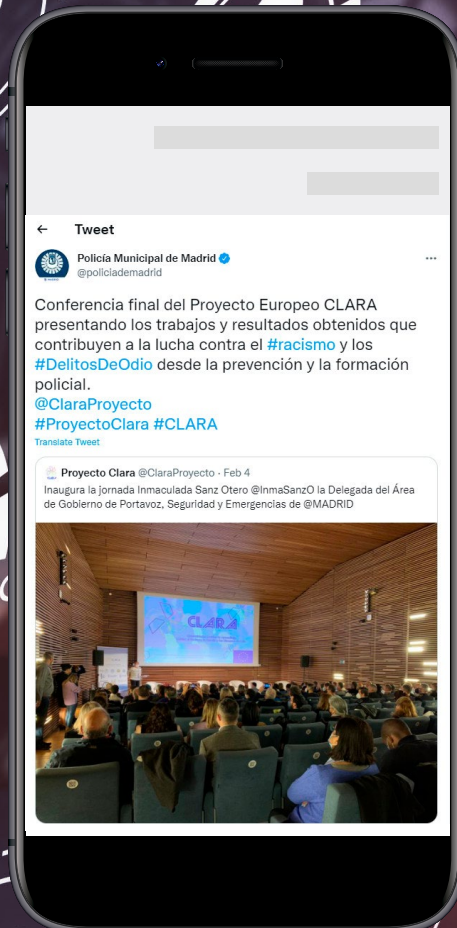 ← Tweet
Policía Municipal de Madrid
@policiademadrid
Conferencia final del Proyecto Europeo CLARA
presentando los trabajos y resultados obtenidos que
contribuyen a la lucha contra el #racismo y los
#DelitosDeOdio desde la prevención y la formación
policial.
@ClaraProyecto
#ProyectoClara #CLARA
Translate Tweet
Proyecto Clara @ClaraProyecto · Feb 4
Inaugura la jornada Inmaculada Sanz Otero @InmaSanzO la Delegada del Área
de Gobierno de Portavoz, Seguridad y Emergencias de @MADRID
CLARA